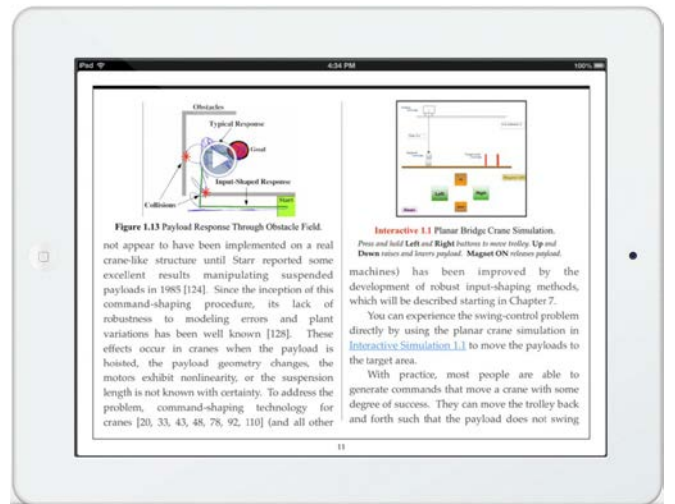 iPad
4:34 PM
100%
Obstacles
Typical Response
Goal
Input-Shaped Response
Collisions
Start
Figure 1.13 Payload Response Through Obstacle Field.
not appear to have been implemented on a real
crane-like structure until Starr reported some
excellent results manipulating suspended
payloads in 1985 [124]. Since the inception of this
command-shaping procedure, its lack of
robustness to modeling errors and plant
variations has been well known [128]. These
effects occur in cranes when the payload is
hoisted, the payload geometry changes, the
motors exhibit nonlinearity, or the suspension
length is not known with certainty. To address the
problem, command-shaping technology for
cranes [20, 33, 43, 48, 78, 92, 110] (and all other
Left
Right
Magnet ON
Interactive 1.1 Planar Bridge Crane Simulation.
Press and hold Left and Right buttons to move trolley. Up and
Down raises and lowers payload. Magnet ON releases payload.
machines) has been improved by the
development of robust input-shaping methods,
which will be described starting in Chapter 7.
You can experience the swing-control problem
directly by using the planar crane simulation in
Interactive Simulation 1.1 to move the payloads to
the target area.
With practice, most people are able to
generate commands that move a crane with some
degree of success. They can move the trolley back
and forth such that the payload does not swing
11